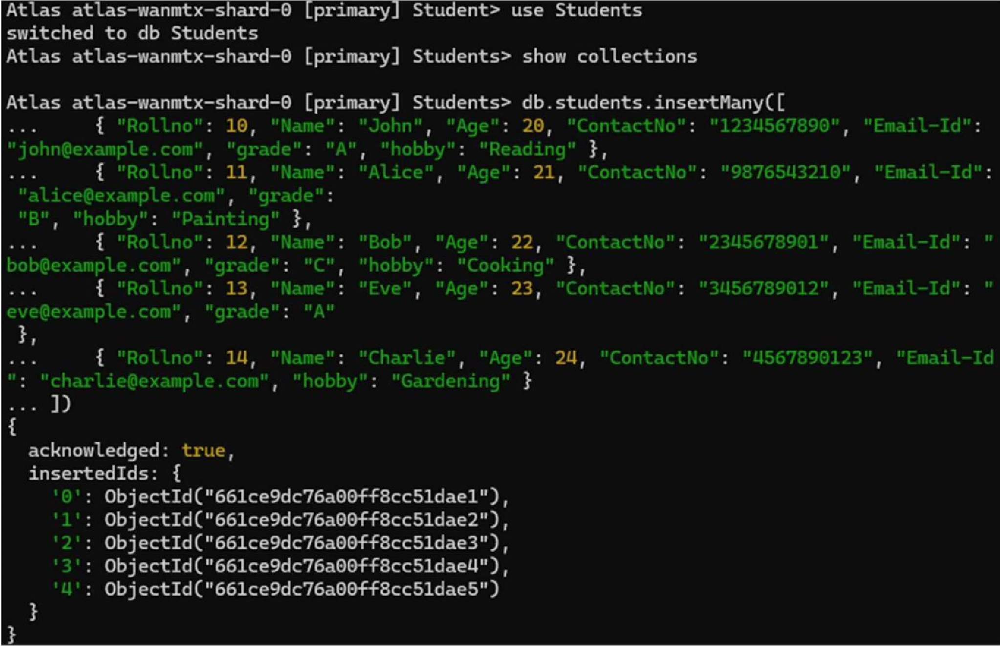 Atlas atlas-wanmtx-shard-0 [primary] Student> use Students
switched to db Students
Atlas atlas-wanmtx-shard-0 [primary] Students> show collections
Atlas atlas-wanmtx-shard-0 [primary] Students> db.students.insertMany([
... { "Rollno": 10, "Name": "John", "Age": 20, "ContactNo": "1234567890", "Email-Id":
"john@example.com", "grade": "A", "hobby": "Reading" },
... { "Rollno": 11, "Name": "Alice", "Age": 21, "ContactNo": "9876543210", "Email-Id":
"alice@example.com", "grade":
"B", "hobby": "Painting" },
... { "Rollno": 12, "Name": "Bob", "Age": 22, "ContactNo": "2345678901", "Email-Id": "
bob@example.com", "grade": "C", "hobby": "Cooking" },
... { "Rollno": 13, "Name": "Eve", "Age": 23, "ContactNo": "3456789012", "Email-Id": "
eve@example.com", "grade": "A"
},
... { "Rollno": 14, "Name": "Charlie", "Age": 24, "ContactNo": "4567890123", "Email-Id
": "charlie@example.com", "hobby": "Gardening" }
... ])
{
acknowledged: true,
insertedIds: {
'0': ObjectId("661ce9dc76a00ff8cc51dae1"),
'1': ObjectId("661ce9dc76a00ff8cc51dae2"),
'2': ObjectId("661ce9dc76a00ff8cc51dae3"),
'3': ObjectId("661ce9dc76a00ff8cc51dae4"),
'4': ObjectId("661ce9dc76a00ff8cc51dae5")
}
}